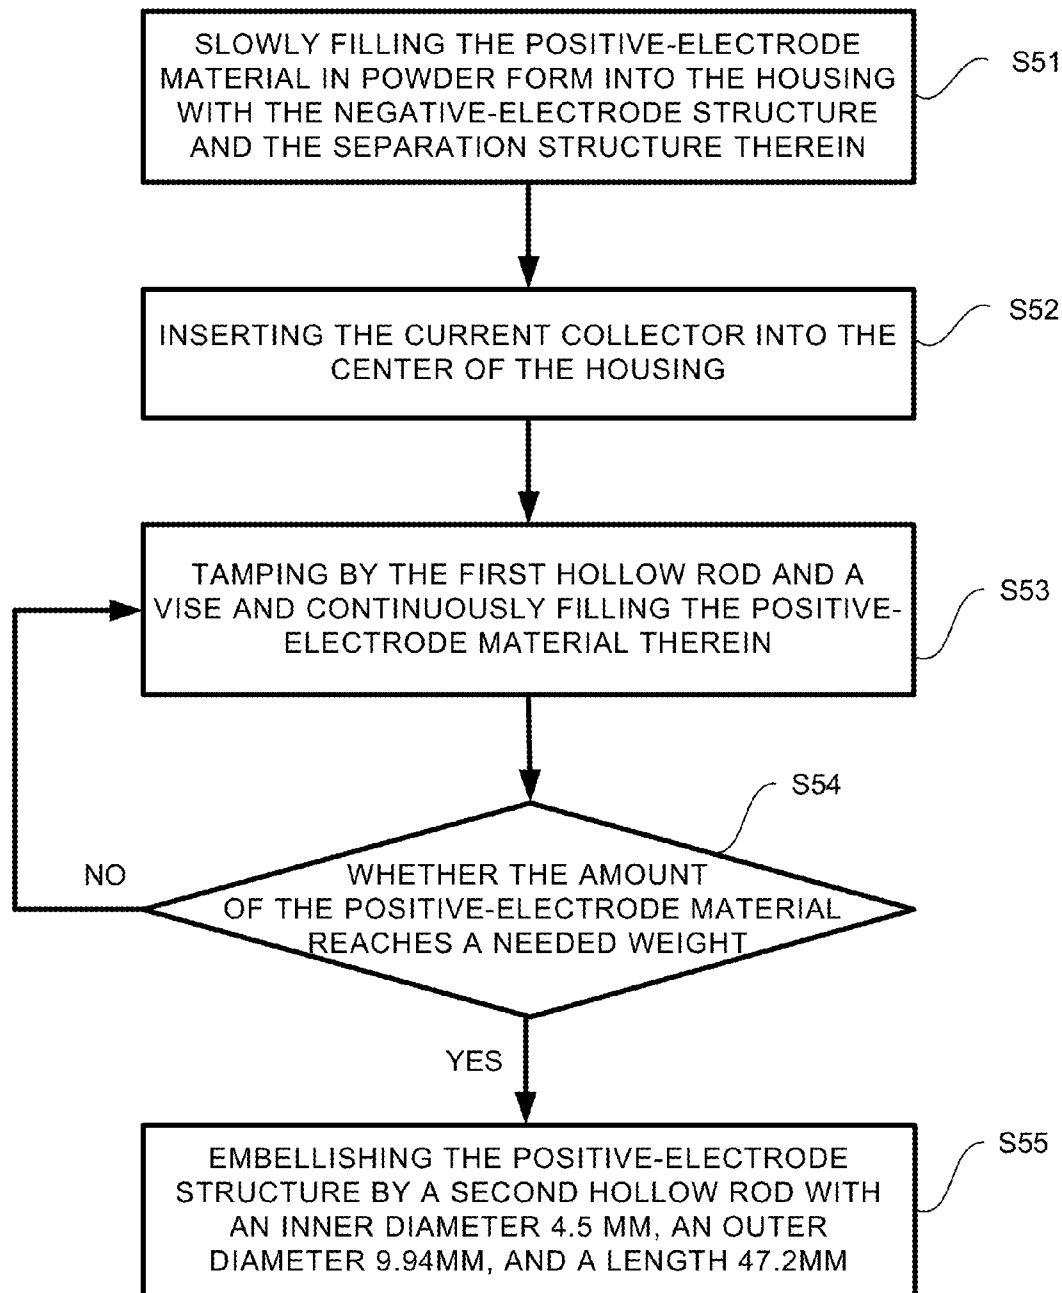 SLOWLY FILLING THE POSITIVE-ELECTRODE
MATERIAL IN POWDER FORM INTO THE HOUSING
WITH THE NEGATIVE-ELECTRODE STRUCTURE
AND THE SEPARATION STRUCTURE THEREIN
S51
INSERTING THE CURRENT COLLECTOR INTO THE
CENTER OF THE HOUSING
S52
TAMPING BY THE FIRST HOLLOW ROD AND A
VISE AND CONTINUOUSLY FILLING THE POSITIVE-
ELECTRODE MATERIAL THEREIN
S53
S54
WHETHER THE AMOUNT
OF THE POSITIVE-ELECTRODE MATERIAL
REACHES A NEEDED WEIGHT
NO
YES
EMBELLISHING THE POSITIVE-ELECTRODE
STRUCTURE BY A SECOND HOLLOW ROD WITH
AN INNER DIAMETER 4.5 MM, AN OUTER
DIAMETER 9.94MM, AND A LENGTH 47.2MM
S55